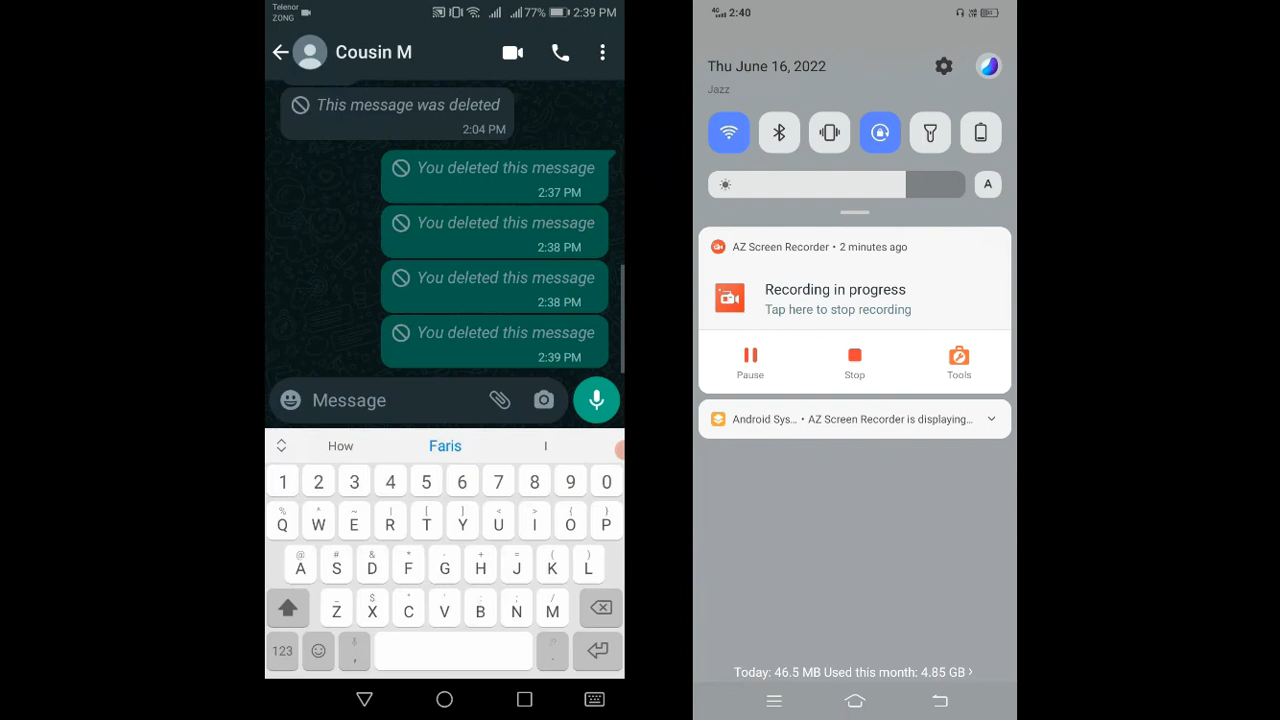 Telenor
ZONG
77% 2:39 PM
Cousin M
This message was deleted
2:04 PM
You deleted this message
2:37 PM
You deleted this message
2:38 PM
You deleted this message
2:38 PM
You deleted this message
2:39 PM
Message
How Faris I
1 2 3 4 5 6 7 8 9 0
% ^ ~ | [ ] < > { }
Q W E R T Y U I O P
@ # & * - + = ( )
A S D F G H J K L
_ $ " ' : ; /
Z X C V B N M
123 , .
4G 2:40
Thu June 16, 2022
Jazz
A
AZ Screen Recorder • 2 minutes ago
Recording in progress
Tap here to stop recording
Pause Stop Tools
Android Sys… • AZ Screen Recorder is displaying…
Today: 46.5 MB Used this month: 4.85 GB ›